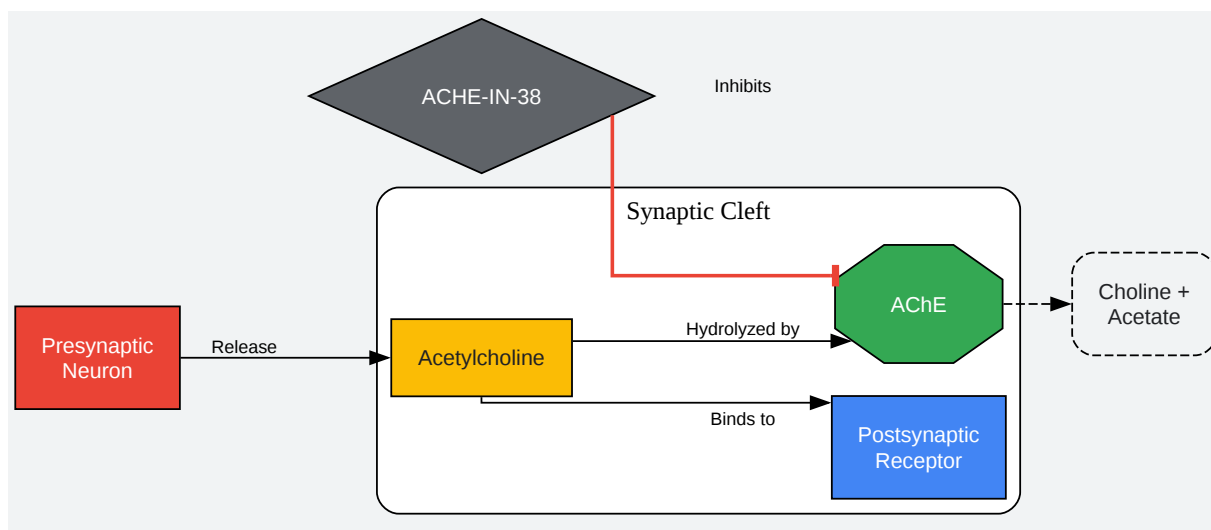 ACHE-IN-38
Inhibits
Synaptic Cleft
Presynaptic
Neuron
Release
Acetylcholine
Hydrolyzed by
AChE
Choline +
Acetate
Binds to
Postsynaptic
Receptor